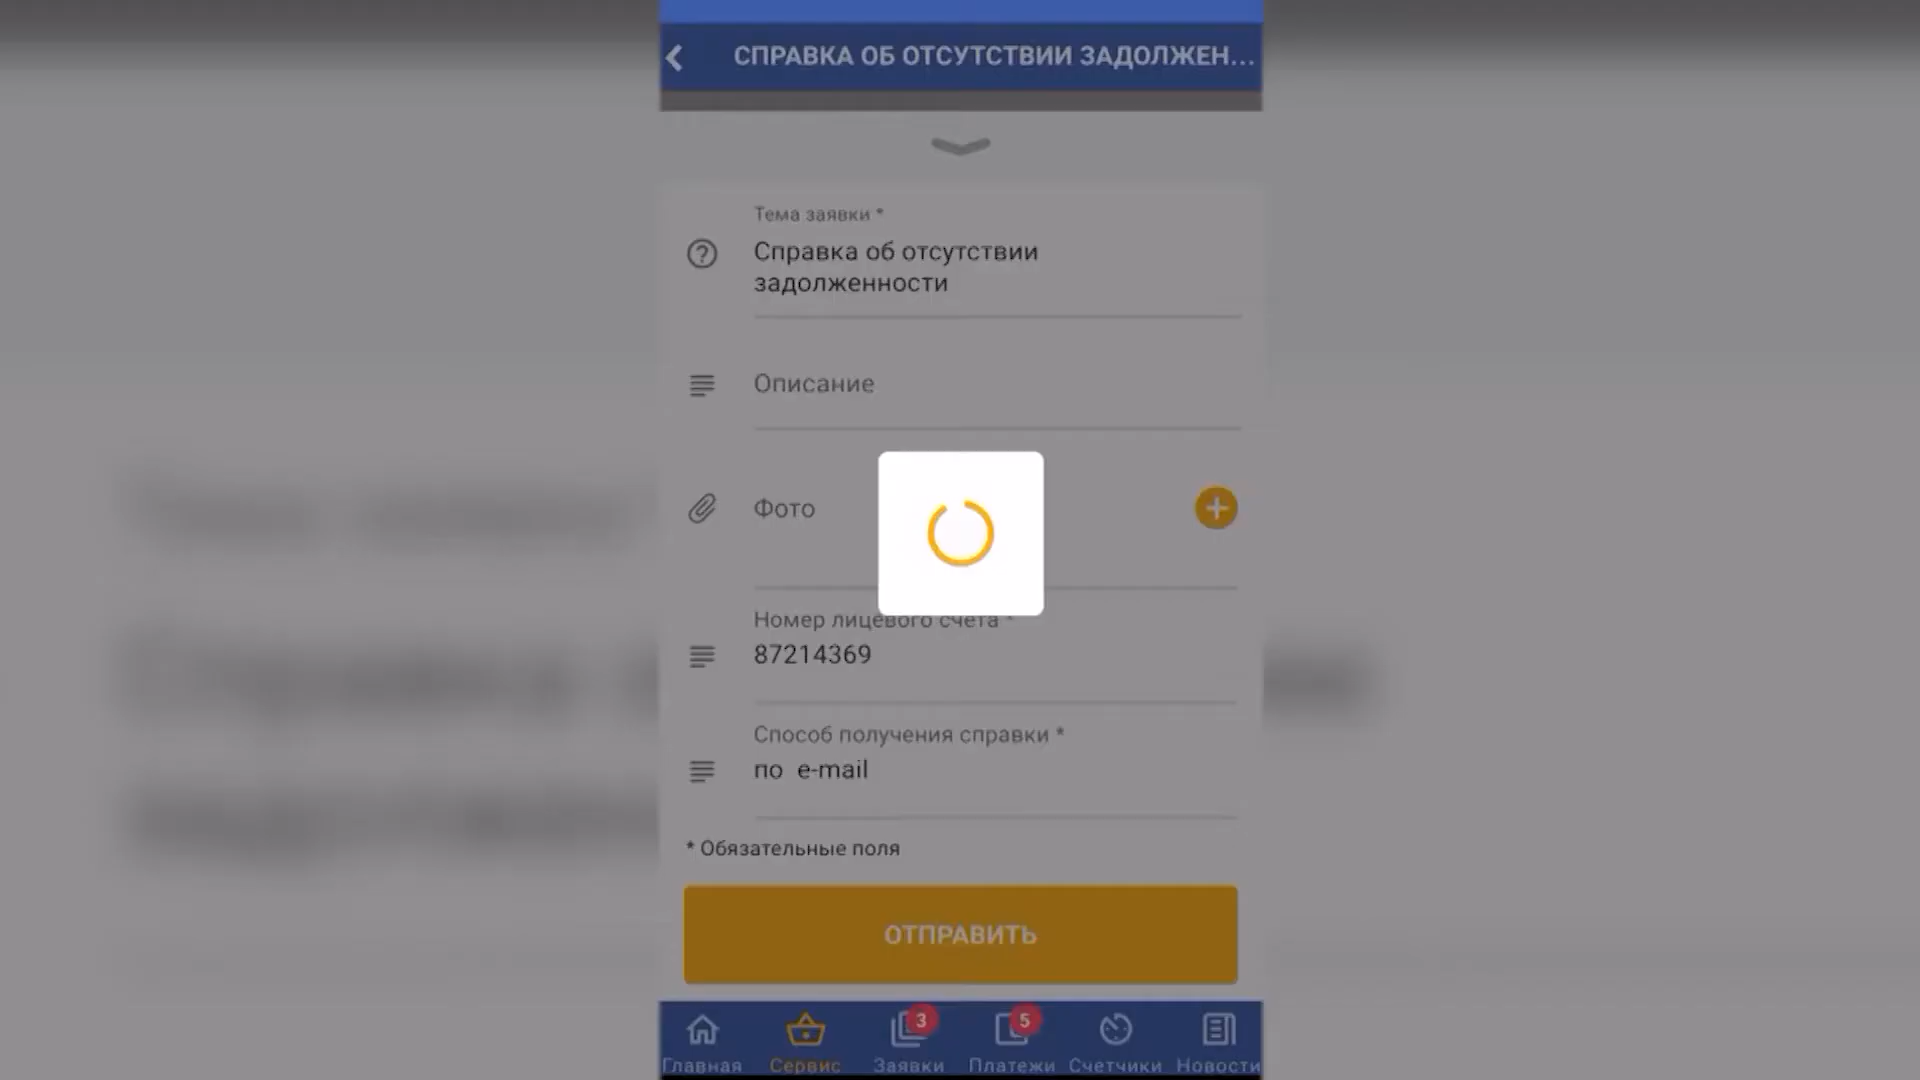 СПРАВКА ОБ ОТСУТСТВИИ ЗАДОЛЖЕН...
Тема заявки *
Справка об отсутствии
задолженности
Описание
Фото
Номер лицевого счета *
87214369
Способ получения справки *
по e-mail
* Обязательные поля
ОТПРАВИТЬ
3
5
Главная
Сервис
Заявки
Платежи
Счетчики
Новости